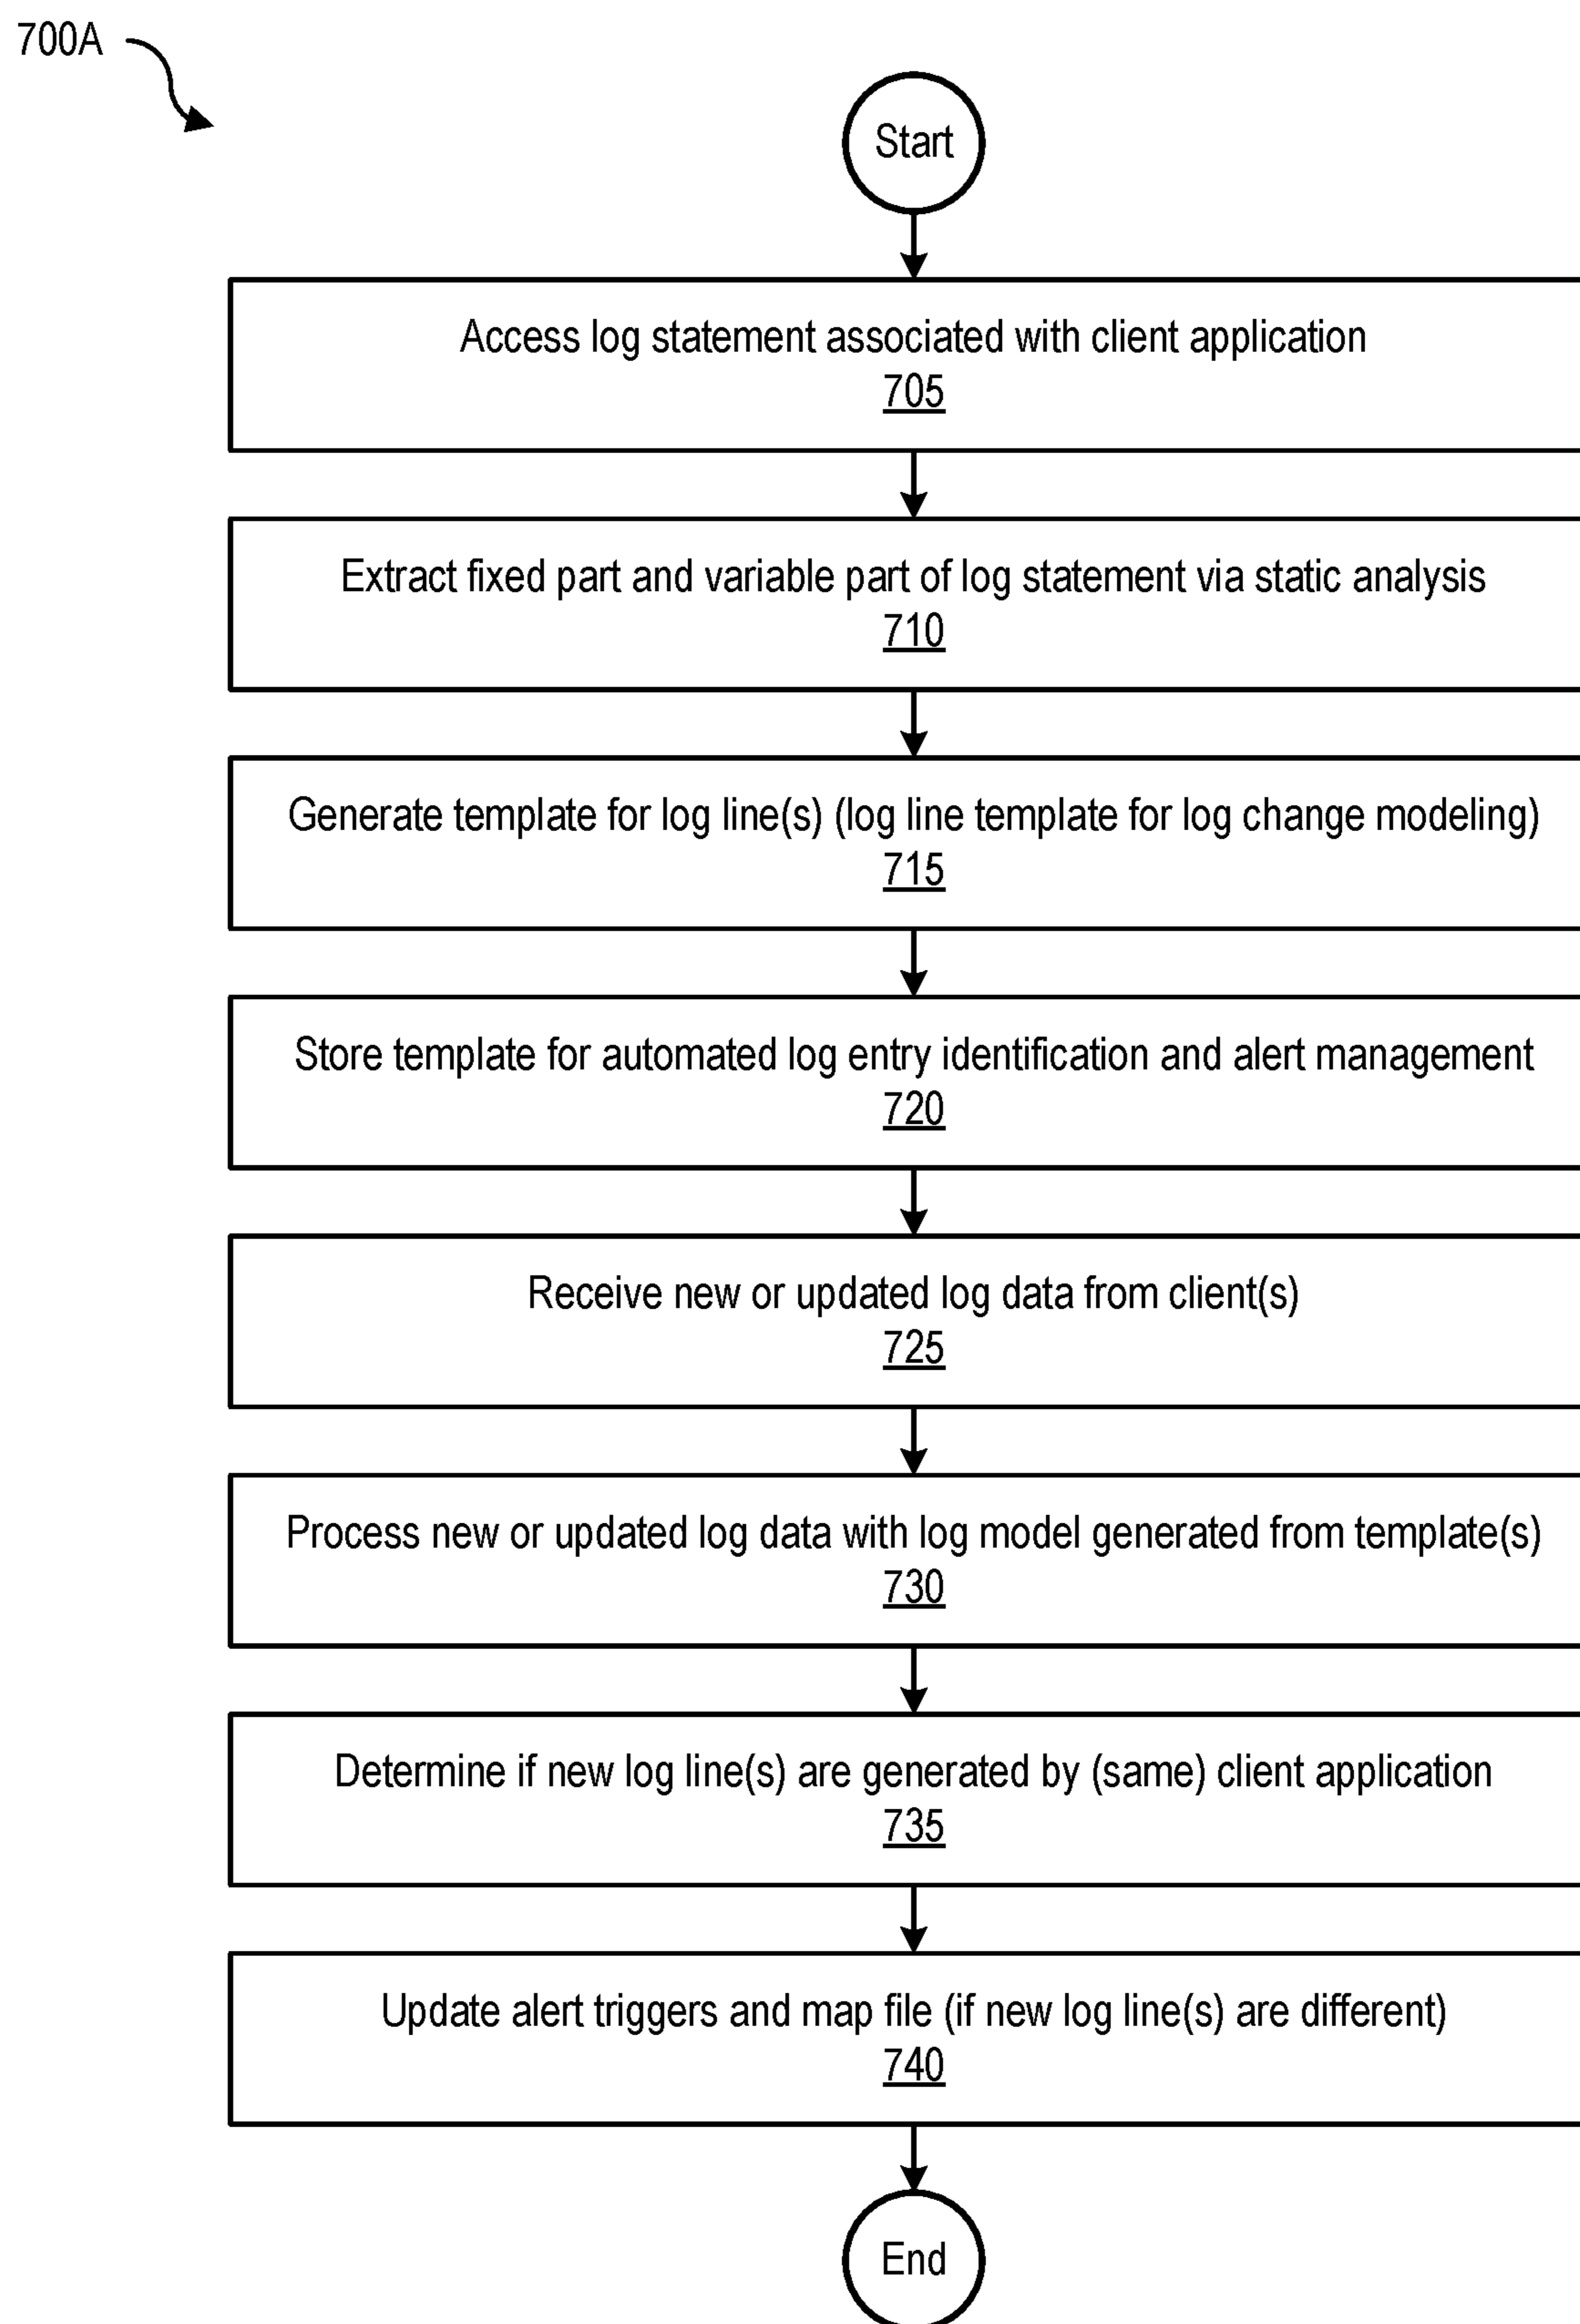 700A
Start
Access log statement associated with client application
705
Extract fixed part and variable part of log statement via static analysis
710
Generate template for log line(s) (log line template for log change modeling)
715
Store template for automated log entry identification and alert management
720
Receive new or updated log data from client(s)
725
Process new or updated log data with log model generated from template(s)
730
Determine if new log line(s) are generated by (same) client application
735
Update alert triggers and map file (if new log line(s) are different)
740
End